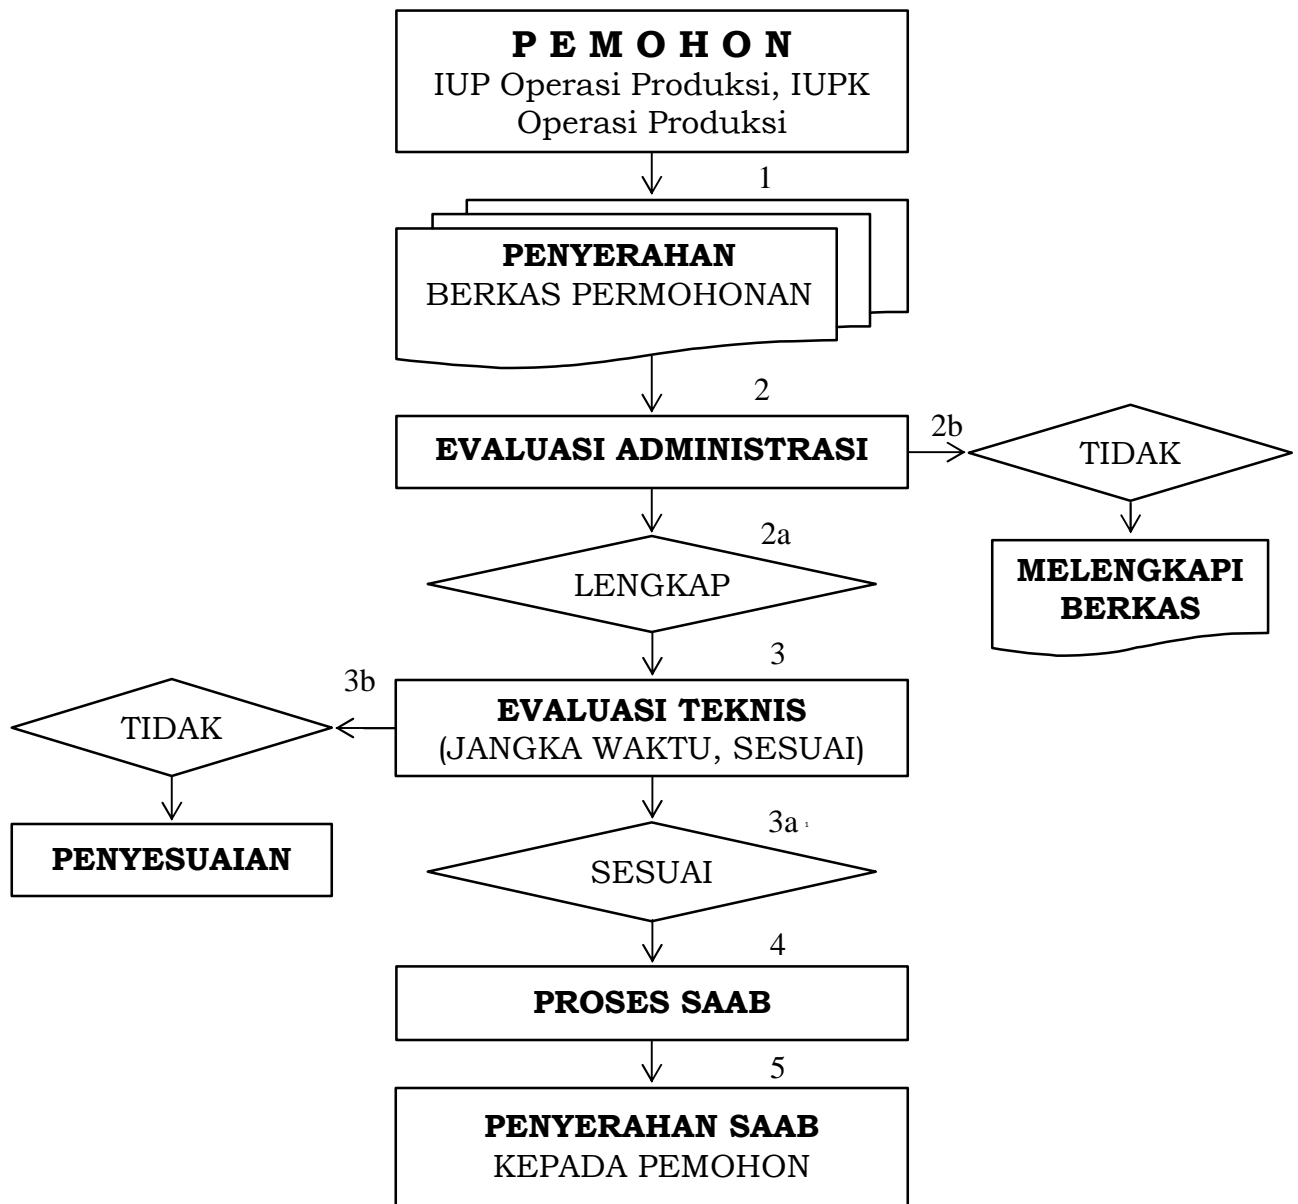 P E M O H O N
IUP Operasi Produksi, IUPK
Operasi Produksi
1
PENYERAHAN
BERKAS PERMOHONAN
2
EVALUASI ADMINISTRASI
2b
TIDAK
2a
LENGKAP
MELENGKAPI
BERKAS
3
EVALUASI TEKNIS
(JANGKA WAKTU, SESUAI)
3b
TIDAK
PENYESUAIAN
3a 1
SESUAI
4
PROSES SAAB
5
PENYERAHAN SAAB
KEPADA PEMOHON